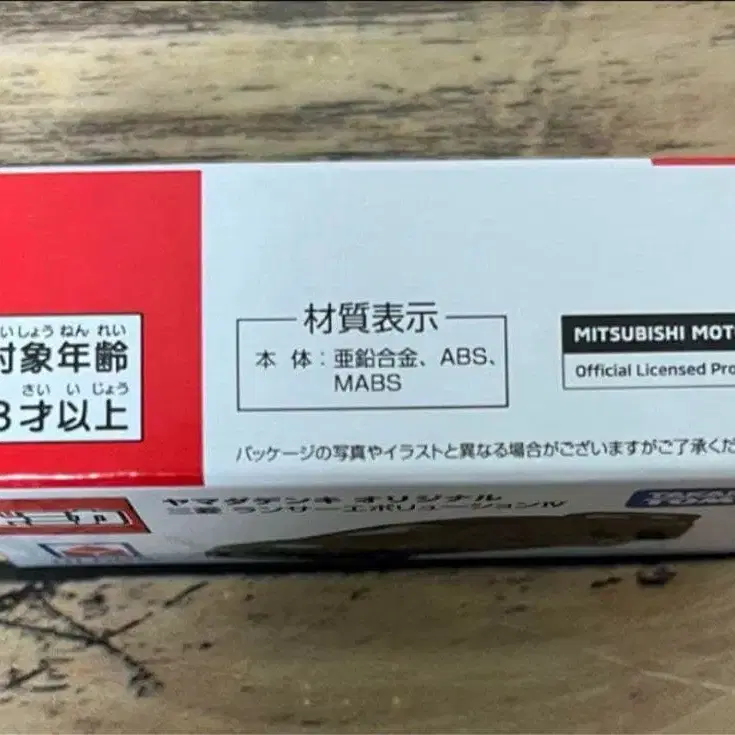 いしょう ねん れい
対象年齢
さい い じょう
3才以上
材質表示
本 体：亜鉛合金、ABS、
MABS
MITSUBISHI MOT
Official Licensed Pro
パッケージの写真やイラストと異なる場合がございますがご了承くだ
ヤマダデンキ オリジナル
三菱 ランサーエボリューションIV
トミカ
TAKA